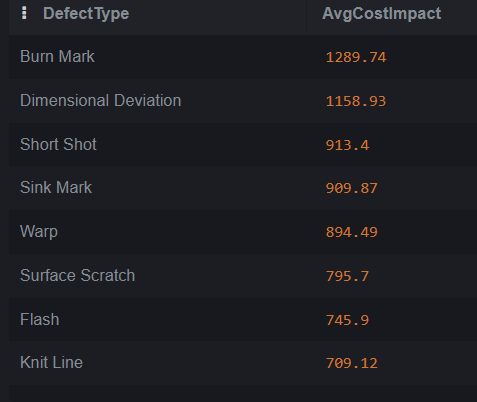 DefectType AvgCostImpact
Burn Mark 1289.74
Dimensional Deviation 1158.93
Short Shot 913.4
Sink Mark 909.87
Warp 894.49
Surface Scratch 795.7
Flash 745.9
Knit Line 709.12